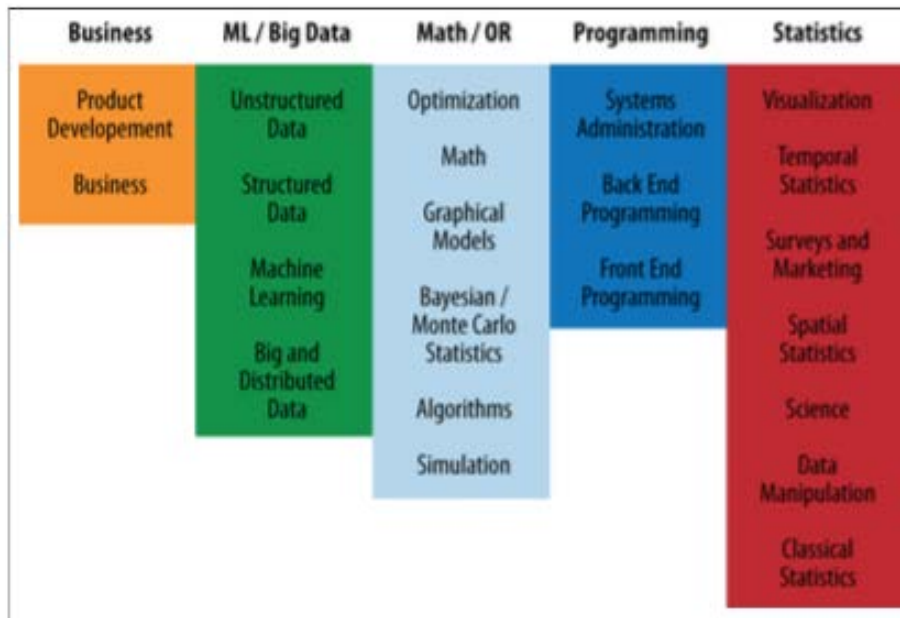 Business
Product
Developement
Business
ML / Big Data
Unstructured
Data
Structured
Data
Machine
Learning
Big and
Distributed
Data
Math / OR
Optimization
Math
Graphical
Models
Bayesian /
Monte Carlo
Statistics
Algorithms
Simulation
Programming
Systems
Administration
Back End
Programming
Front End
Programming
Statistics
Visualization
Temporal
Statistics
Surveys and
Marketing
Spatial
Statistics
Science
Data
Manipulation
Classical
Statistics